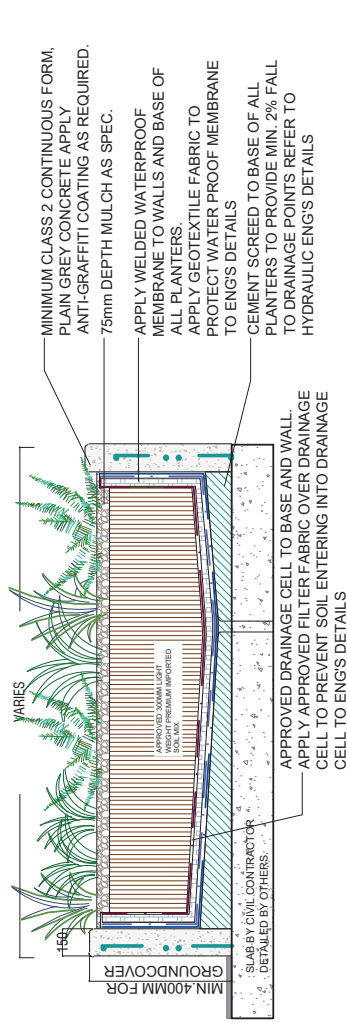 VARIES
MINIMUM CLASS 2 CONTINUOUS FORM,
PLAIN GREY CONCRETE APPLY
ANTI-GRAFFITI COATING AS REQUIRED.
75mm DEPTH MULCH AS SPEC.
APPLY WELDED WATERPROOF
MEMBRANE TO WALLS AND BASE OF
ALL PLANTERS.
APPLY GEOTEXTILE FABRIC TO
PROTECT WATER PROOF MEMBRANE
TO ENG'S DETAILS
CEMENT SCREED TO BASE OF ALL
PLANTERS TO PROVIDE MIN. 2% FALL
TO DRAINAGE POINTS REFER TO
HYDRAULIC ENG'S DETAILS
150
MIN.400MM FOR
GROUNDCOVER
APPROVED 300MM LIGHT
WEIGHT PREMIUM IMPORTED
SOIL MIX
SLAB BY CIVIL CONTRACTOR
DETAILED BY OTHERS.
APPROVED DRAINAGE CELL TO BASE AND WALL.
APPLY APPROVED FILTER FABRIC OVER DRAINAGE
CELL TO PREVENT SOIL ENTERING INTO DRAINAGE
CELL TO ENG'S DETAILS